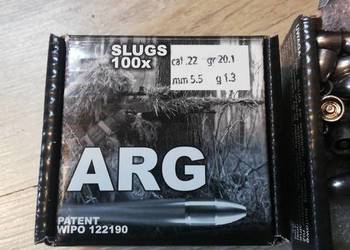 SLUGS
100x
cal .22 gr 20.1
mm 5.5 g 1.3
ARG
PATENT
WIPO 122190